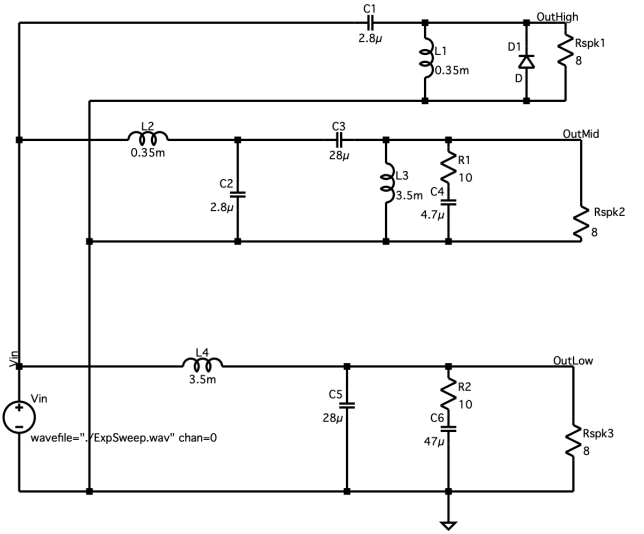 C1
2.8µ
OutHigh
L1
0.35m
D1
D
Rspk1
8
L2
0.35m
C3
28µ
OutMid
C2
2.8µ
L3
3.5m
R1
10
C4
4.7µ
Rspk2
8
Vin
L4
3.5m
OutLow
C5
28µ
R2
10
C6
47µ
Rspk3
8
Vin
wavefile="./ExpSweep.wav" chan=0